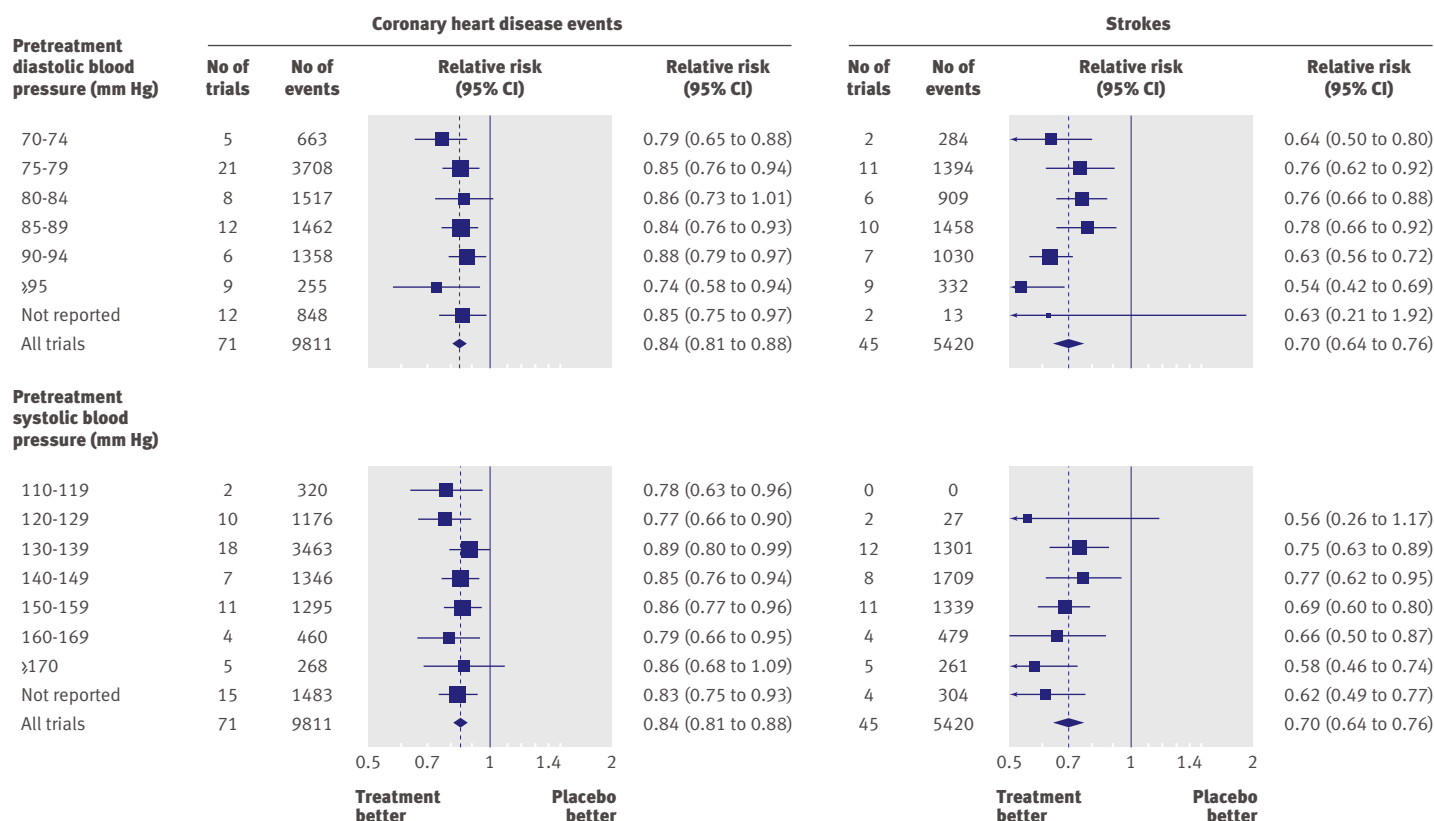 Coronary heart disease events Strokes
Pretreatment
diastolic blood
pressure (mm Hg)
No of
trials
No of
events
Relative risk
(95% CI)
Relative risk
(95% CI)
No of
trials
No of
events
Relative risk
(95% CI)
Relative risk
(95% CI)
70-74 5 663 0.79 (0.65 to 0.88) 2 284 0.64 (0.50 to 0.80)
75-79 21 3708 0.85 (0.76 to 0.94) 11 1394 0.76 (0.62 to 0.92)
80-84 8 1517 0.86 (0.73 to 1.01) 6 909 0.76 (0.66 to 0.88)
85-89 12 1462 0.84 (0.76 to 0.93) 10 1458 0.78 (0.66 to 0.92)
90-94 6 1358 0.88 (0.79 to 0.97) 7 1030 0.63 (0.56 to 0.72)
⩾95 9 255 0.74 (0.58 to 0.94) 9 332 0.54 (0.42 to 0.69)
Not reported 12 848 0.85 (0.75 to 0.97) 2 13 0.63 (0.21 to 1.92)
All trials 71 9811 0.84 (0.81 to 0.88) 45 5420 0.70 (0.64 to 0.76)
Pretreatment
systolic blood
pressure (mm Hg)
110-119 2 320 0.78 (0.63 to 0.96) 0 0
120-129 10 1176 0.77 (0.66 to 0.90) 2 27 0.56 (0.26 to 1.17)
130-139 18 3463 0.89 (0.80 to 0.99) 12 1301 0.75 (0.63 to 0.89)
140-149 7 1346 0.85 (0.76 to 0.94) 8 1709 0.77 (0.62 to 0.95)
150-159 11 1295 0.86 (0.77 to 0.96) 11 1339 0.69 (0.60 to 0.80)
160-169 4 460 0.79 (0.66 to 0.95) 4 479 0.66 (0.50 to 0.87)
⩾170 5 268 0.86 (0.68 to 1.09) 5 261 0.58 (0.46 to 0.74)
Not reported 15 1483 0.83 (0.75 to 0.93) 4 304 0.62 (0.49 to 0.77)
All trials 71 9811 0.84 (0.81 to 0.88) 45 5420 0.70 (0.64 to 0.76)
0.5 0.7 1 1.4 2 0.5 0.7 1 1.4 2
Treatment
better
Placebo
better
Treatment
better
Placebo
better